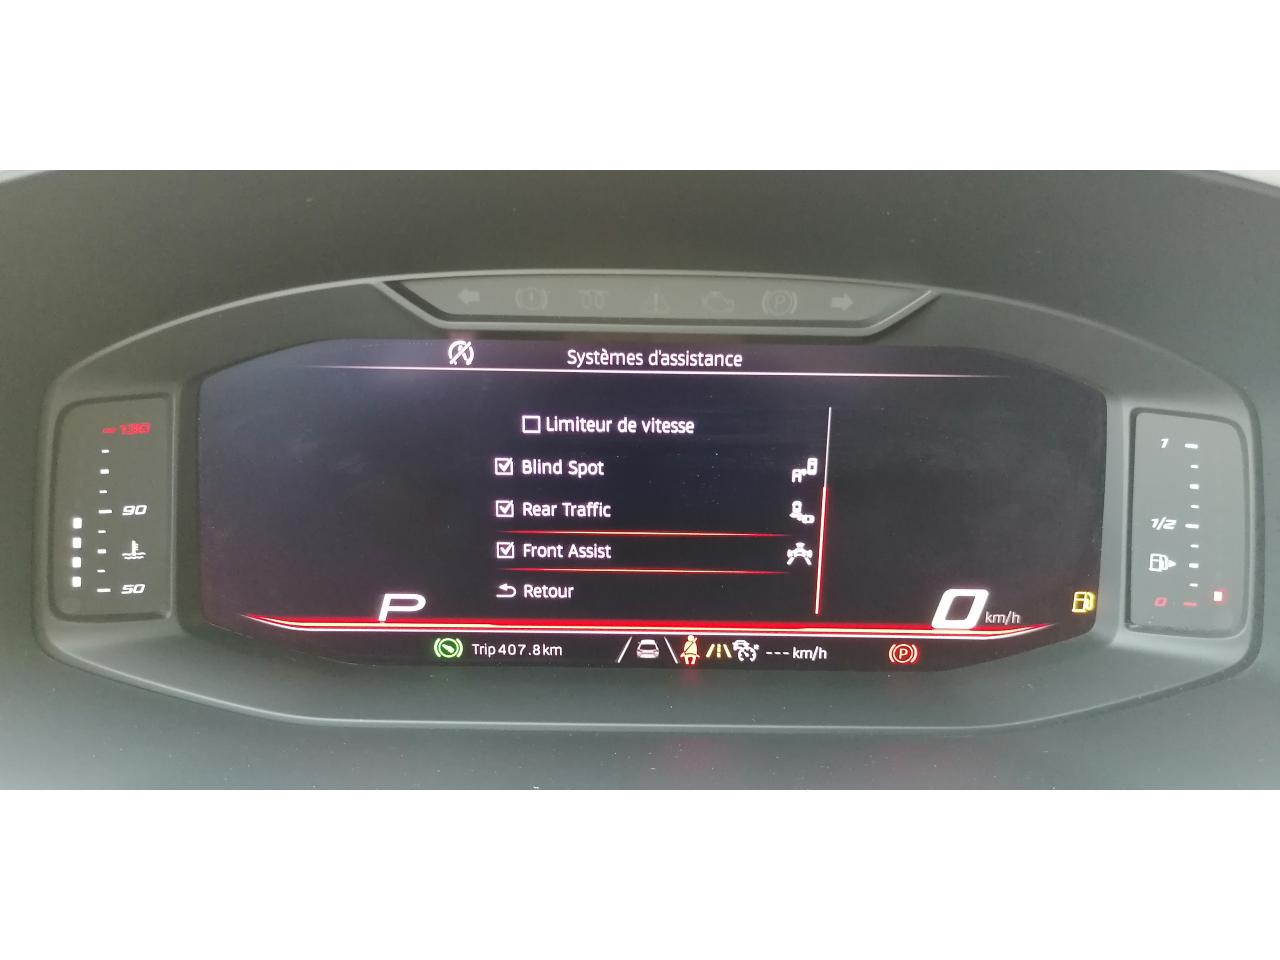 Systèmes d'assistance
Limiteur de vitesse
Blind Spot
Rear Traffic
Front Assist
Retour
130
90
50
1
1/2
0
P
0 km/h
Trip 407.8 km
--- km/h
P
P